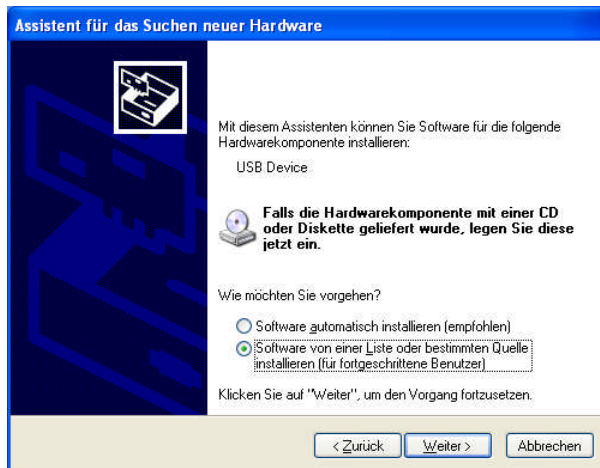 Assistent für das Suchen neuer Hardware
Mit diesem Assistenten können Sie Software für die folgende
Hardwarekomponente installieren:
USB Device
Falls die Hardwarekomponente mit einer CD
oder Diskette geliefert wurde, legen Sie diese
jetzt ein.
Wie möchten Sie vorgehen?
Software automatisch installieren (empfohlen)
Software von einer Liste oder bestimmten Quelle
installieren (für fortgeschrittene Benutzer)
Klicken Sie auf "Weiter", um den Vorgang fortzusetzen.
< Zurück Weiter > Abbrechen